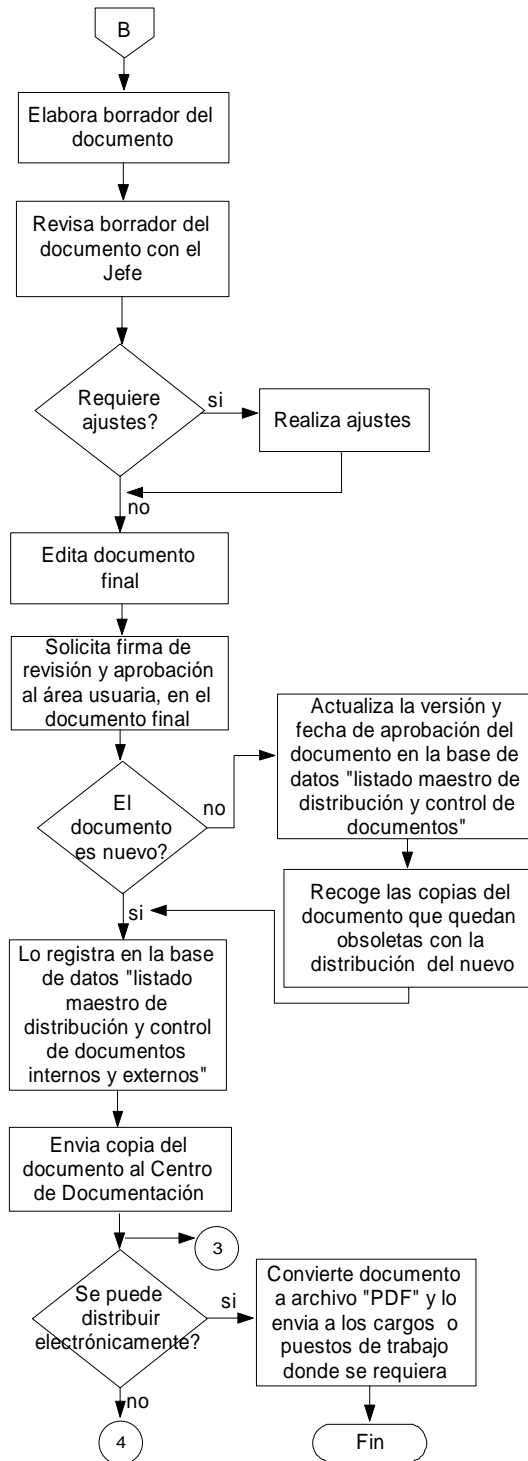 B
Elabora borrador del
documento
Revisa borrador del
documento con el
Jefe
Requiere
ajustes?
si
Realiza ajustes
no
Edita documento
final
Solicita firma de
revisión y aprobación
al área usuaria, en el
documento final
El
documento
es nuevo?
no
Actualiza la versión y
fecha de aprobación del
documento en la base de
datos "listado maestro de
distribución y control de
documentos"
Recoge las copias del
documento que quedan
obsoletas con la
distribución del nuevo
si
Lo registra en la base
de datos "listado
maestro de
distribución y control
de documentos
internos y externos"
Envia copia del
documento al Centro
de Documentación
3
Se puede
distribuir
electrónicamente?
si
Convierte documento
a archivo "PDF" y lo
envia a los cargos o
puestos de trabajo
donde se requiera
no
4
Fin